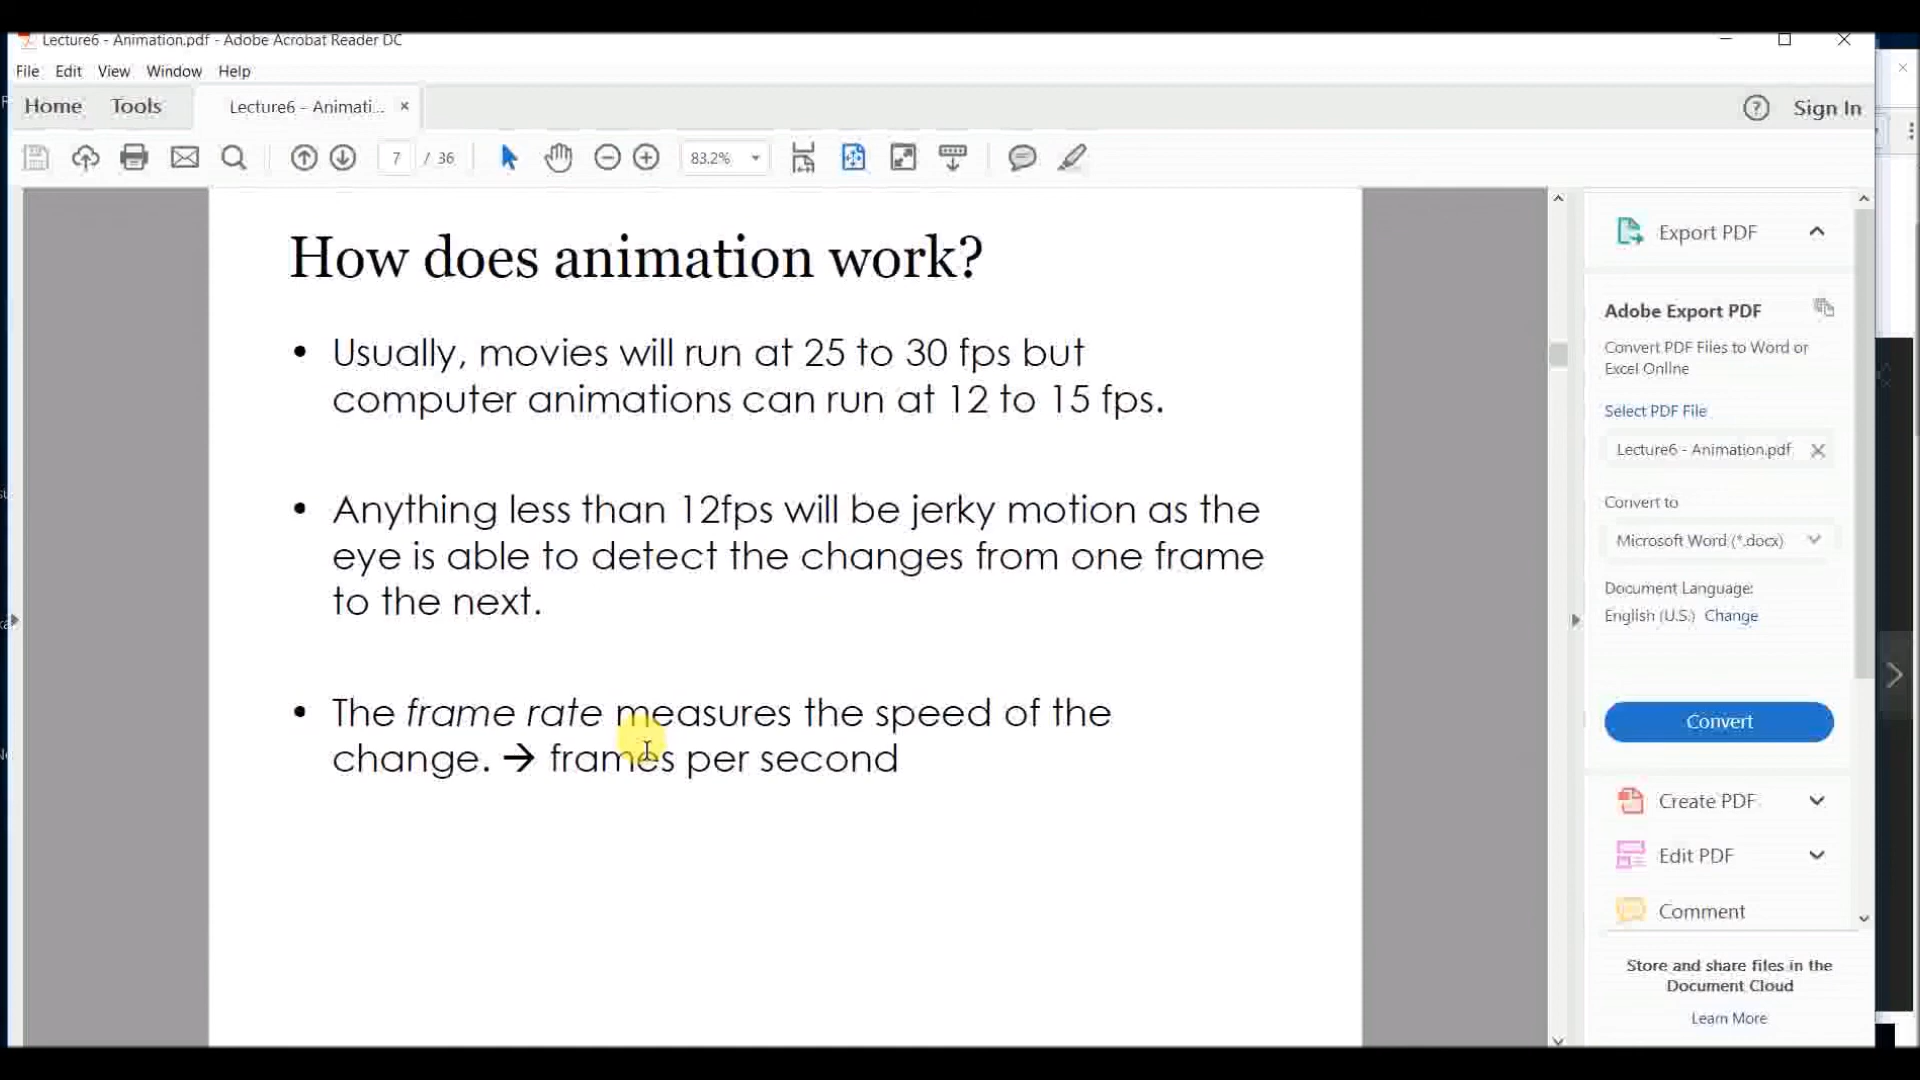 Lecture6 - Animation.pdf - Adobe Acrobat Reader DC
File Edit View Window Help
Home Tools Lecture6 - Animati... Sign In
7 / 36 83.2%
How does animation work?
• Usually, movies will run at 25 to 30 fps but
computer animations can run at 12 to 15 fps.
• Anything less than 12fps will be jerky motion as the
eye is able to detect the changes from one frame
to the next.
• The frame rate measures the speed of the
change. → frames per second
Export PDF
Adobe Export PDF
Convert PDF Files to Word or
Excel Online
Select PDF File
Lecture6 - Animation.pdf
Convert to
Microsoft Word (*.docx)
Document Language:
English (U.S.) Change
Convert
Create PDF
Edit PDF
Comment
Store and share files in the
Document Cloud
Learn More